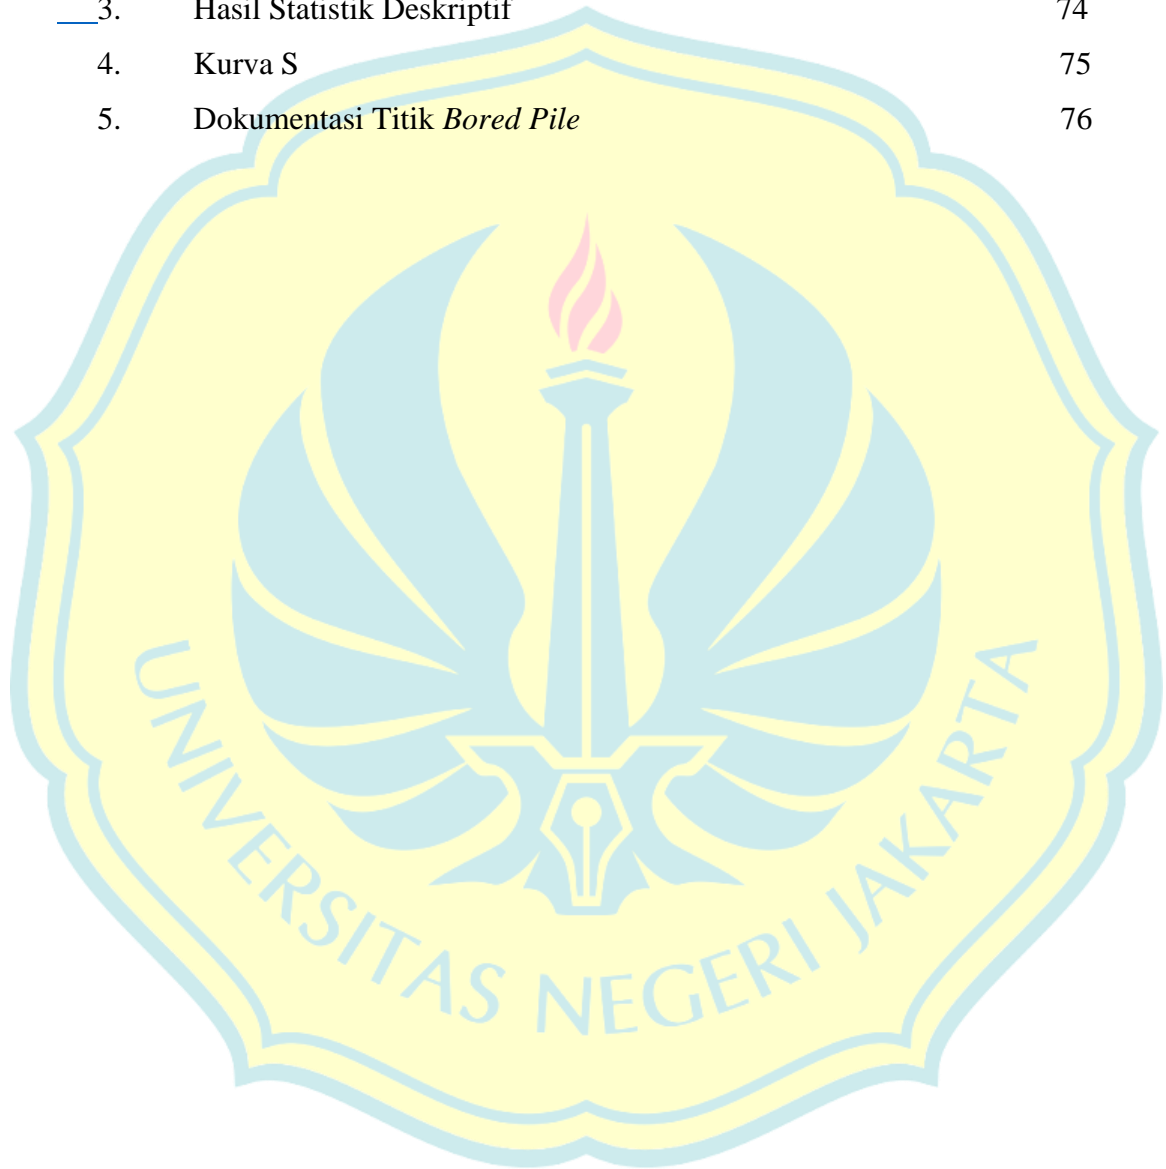 3. Hasil Statistik Deskriptif 74
4. Kurva S 75
5. Dokumentasi Titik Bored Pile 76
UNIVERSITAS NEGERI JAKARTA